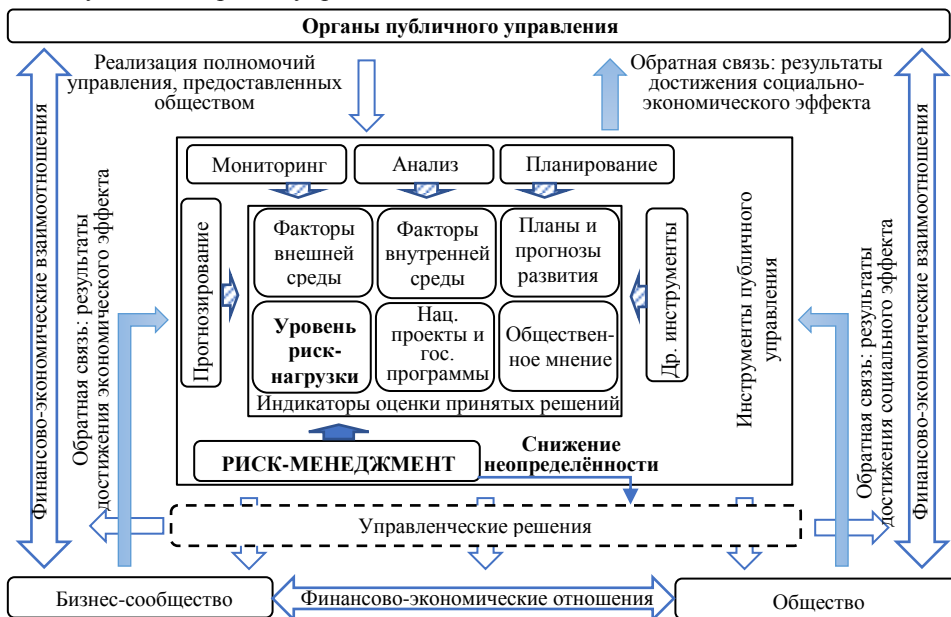 Органы публичного управления
Реализация полномочий
управления, предоставленных
обществом
Обратная связь: результаты
достижения социально-
экономического эффекта
Финансово-экономические взаимоотношения
Обратная связь: результаты
достижения экономического эффекта
Мониторинг
Анализ
Планирование
Прогнозирование
Факторы
внешней
среды
Факторы
внутренней
среды
Планы и
прогнозы
развития
Уровень
риск-
нагрузки
Нац.
проекты и
гос.
программы
Обществен-
ное мнение
Индикаторы оценки принятых решений
Др. инструменты
Инструменты публичного
управления
Обратная связь: результаты
достижения социального эффекта
Финансово-экономические взаимоотношения
РИСК-МЕНЕДЖМЕНТ
Снижение
неопределённости
Управленческие решения
Бизнес-сообщество
Финансово-экономические отношения
Общество